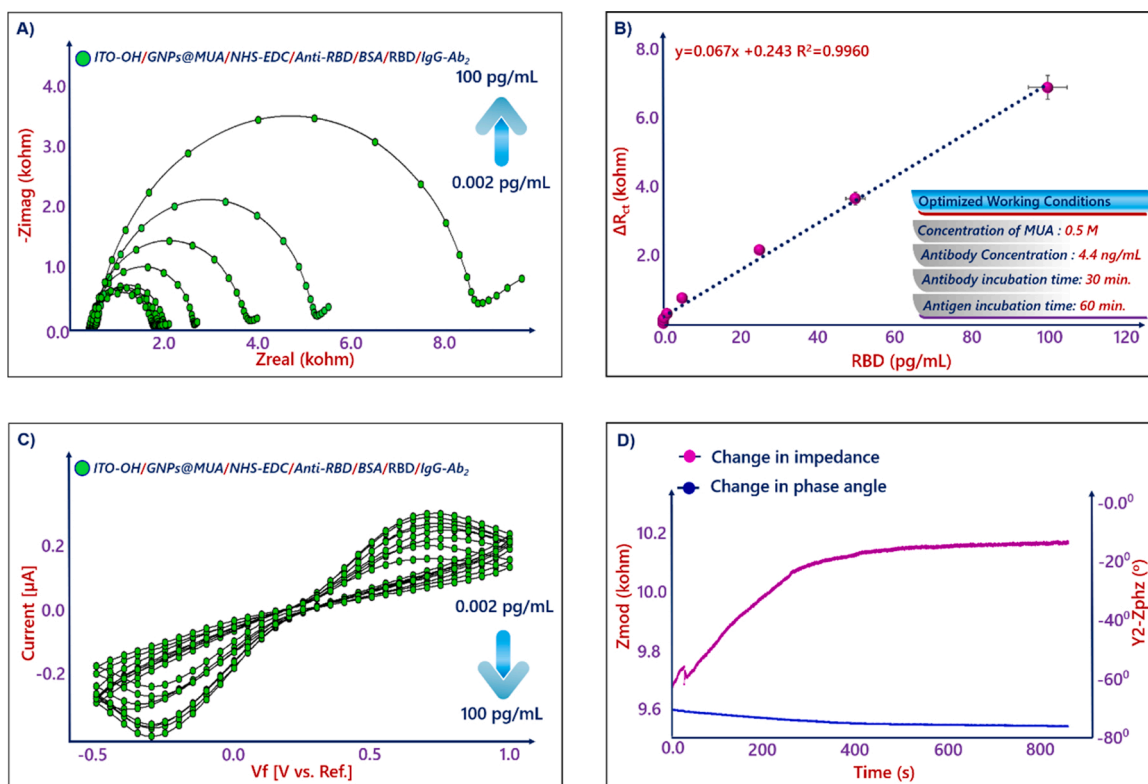 A)
ITO-OH/GNPs@MUA/NHS-EDC/Anti-RBD/BSA/RBD/IgG-Ab₂
100 pg/mL
0.002 pg/mL
4.0
3.0
2.0
1.0
0.0
-Zimag (kohm)
2.0 4.0 6.0 8.0
Zreal (kohm)
B)
y=0.067x +0.243 R²=0.9960
8.0
6.0
4.0
2.0
0.0
ΔRct (kohm)
Optimized Working Conditions
Concentration of MUA : 0.5 M
Antibody Concentration : 4.4 ng/mL
Antibody incubation time: 30 min.
Antigen incubation time: 60 min.
0 20 40 60 80 100 120
RBD (pg/mL)
C)
ITO-OH/GNPs@MUA/NHS-EDC/Anti-RBD/BSA/RBD/IgG-Ab₂
0.2
0.0
-0.2
Current [µA]
0.002 pg/mL
100 pg/mL
-0.5 0.0 0.5 1.0
Vf [V vs. Ref.]
D)
Change in impedance
Change in phase angle
10.2
10.0
9.8
9.6
Zmod (kohm)
-0.0⁰
-20⁰
-40⁰
-60⁰
-80⁰
Y2-Zphz (°)
0.0 200 400 600 800
Time (s)